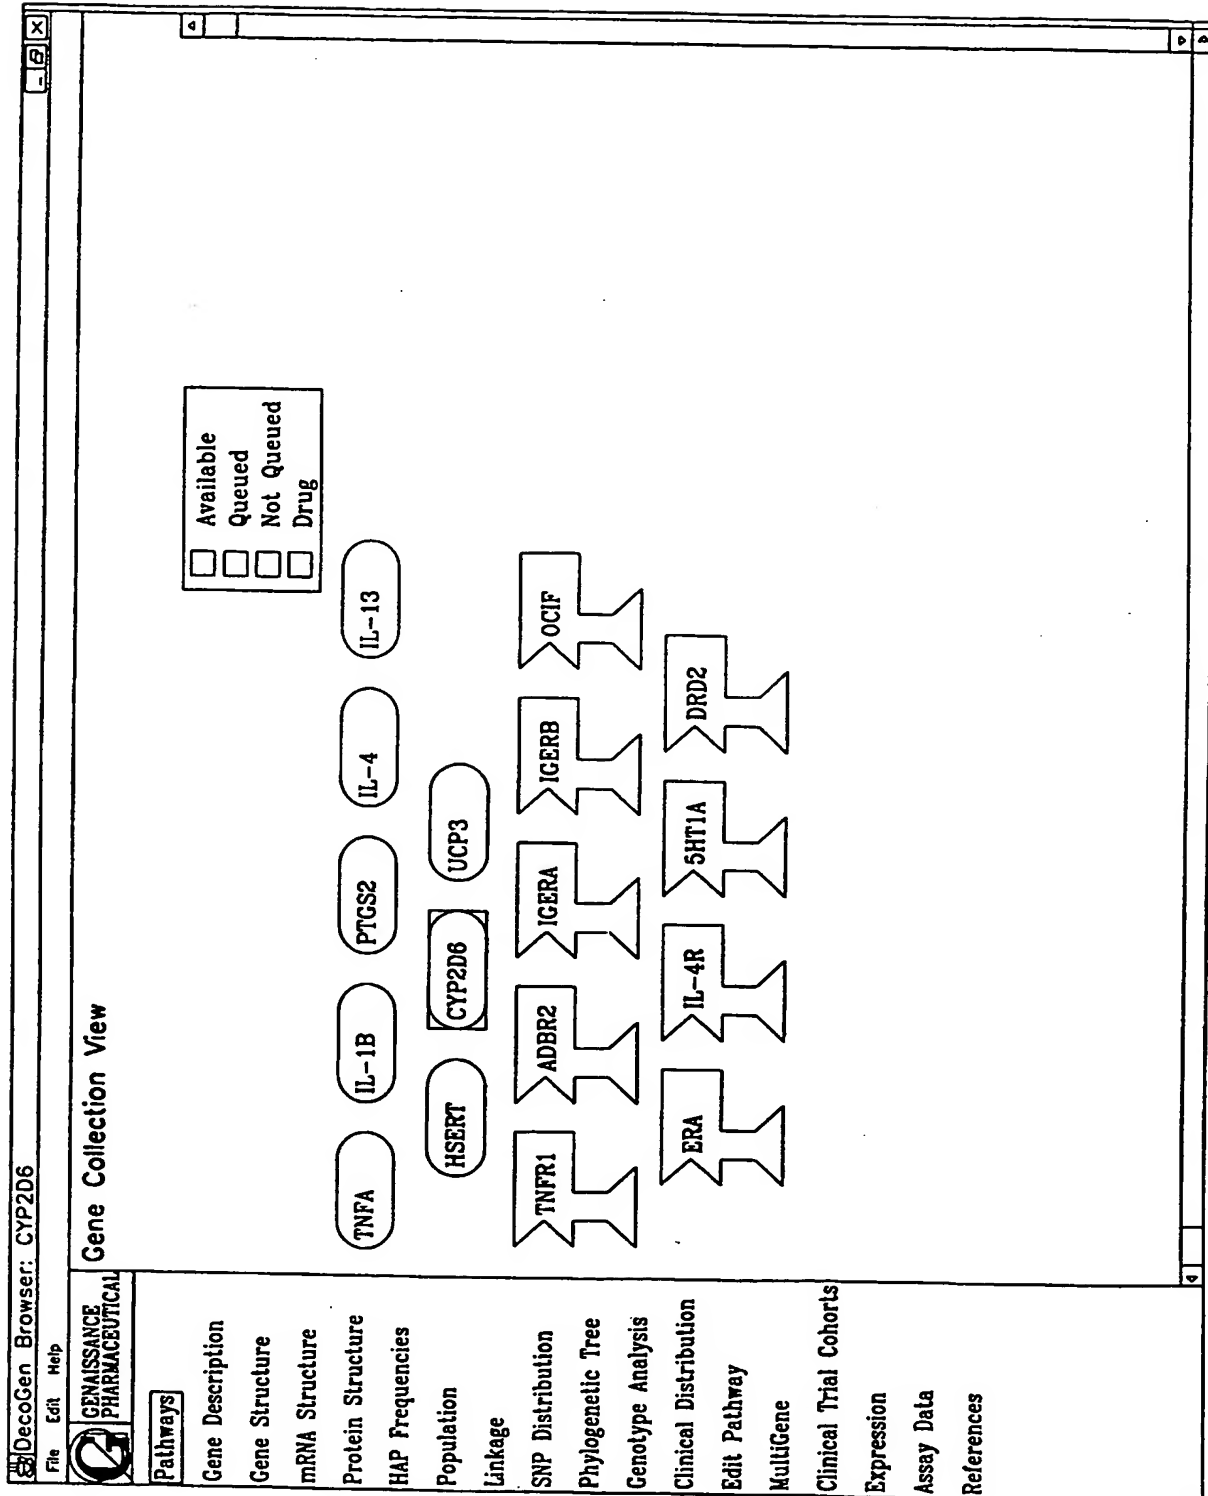 DecoGen Browser: CYP2D6
File Edit Help
GENAISSANCE
PHARMACEUTICAL
Gene Collection View
Pathways
Gene Description
Gene Structure
mRNA Structure
Protein Structure
HAP Frequencies
Population
Linkage
SNP Distribution
Phylogenetic Tree
Genotype Analysis
Clinical Distribution
Edit Pathway
MultiGene
Clinical Trial Cohorts
Expression
Assay Data
References
Available
Queued
Not Queued
Drug
TNFA IL-1B PTGS2 IL-4 IL-13
HSERT CYP2D6 UCP3
TNFR1 ADBR2 IGERA IGERB OCIF
ERA IL-4R 5HT1A DRD2